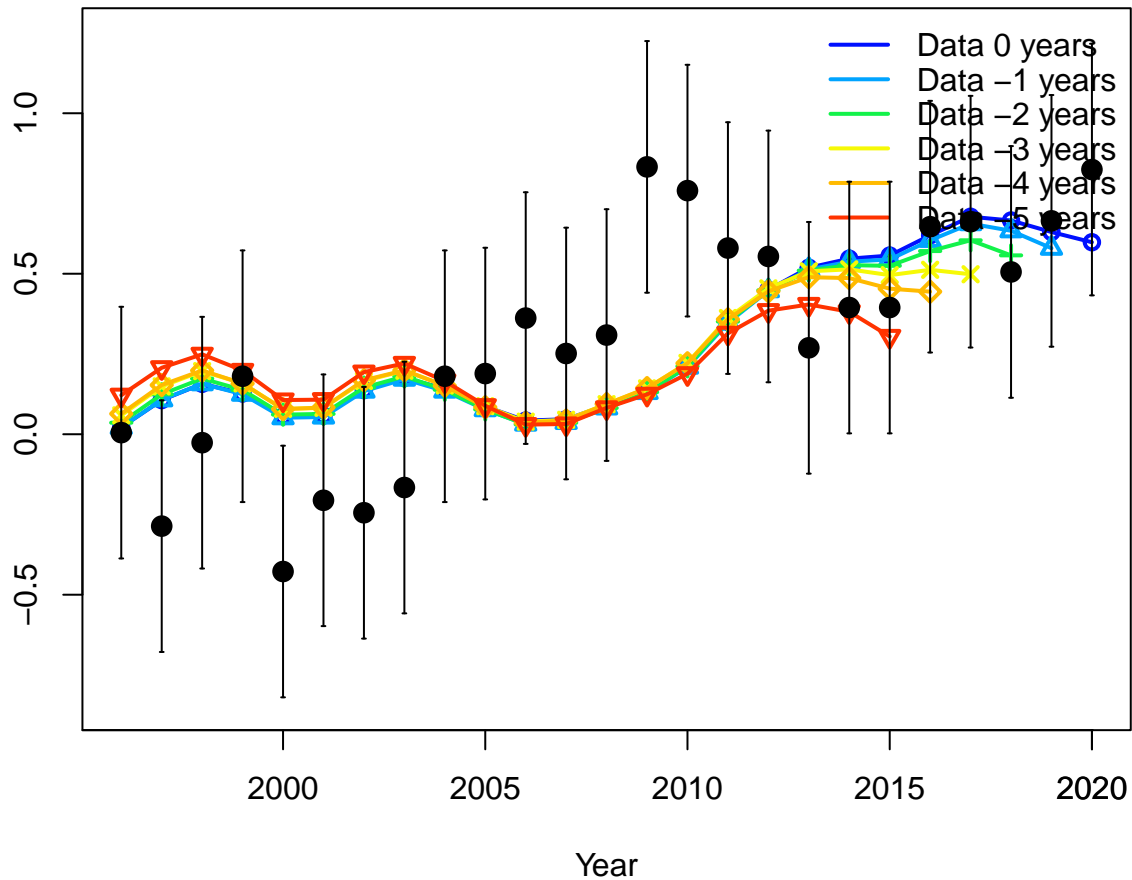 Data 0 years
Data −1 years
Data −2 years
Data −3 years
Data −4 years
Data −5 years
1.0
0.5
0.0
−0.5
2000 2005 2010 2015 2020
Year